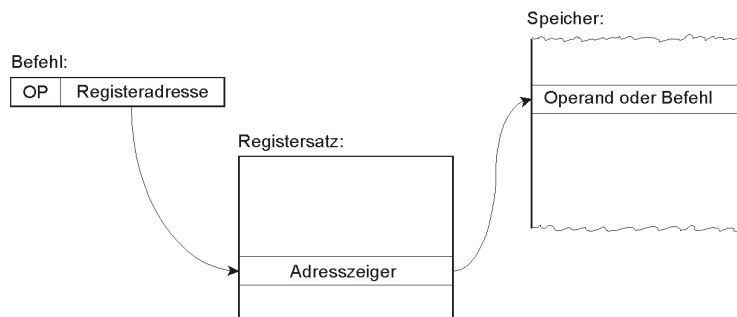 Speicher:
Befehl:
OP Registeradresse
Operand oder Befehl
Registersatz:
Adresszeiger